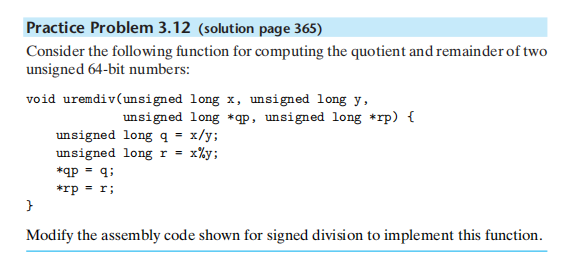 Practice Problem 3.12 (solution page 365)
Consider the following function for computing the quotient and remainder of two
unsigned 64-bit numbers:
void uremdiv(unsigned long x, unsigned long y,
unsigned long *qp, unsigned long *rp) {
unsigned long q = x/y;
unsigned long r = x%y;
*qp = q;
*rp = r;
}
Modify the assembly code shown for signed division to implement this function.